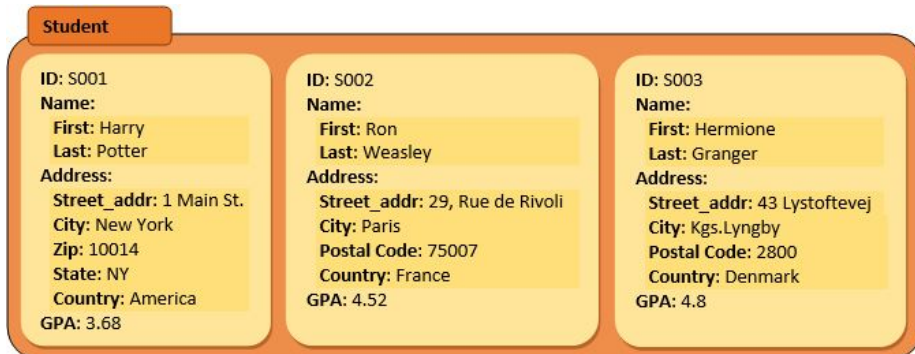 Student
ID: S001
Name:
First: Harry
Last: Potter
Address:
Street_addr: 1 Main St.
City: New York
Zip: 10014
State: NY
Country: America
GPA: 3.68
ID: S002
Name:
First: Ron
Last: Weasley
Address:
Street_addr: 29, Rue de Rivoli
City: Paris
Postal Code: 75007
Country: France
GPA: 4.52
ID: S003
Name:
First: Hermione
Last: Granger
Address:
Street_addr: 43 Lystoftevej
City: Kgs.Lyngby
Postal Code: 2800
Country: Denmark
GPA: 4.8